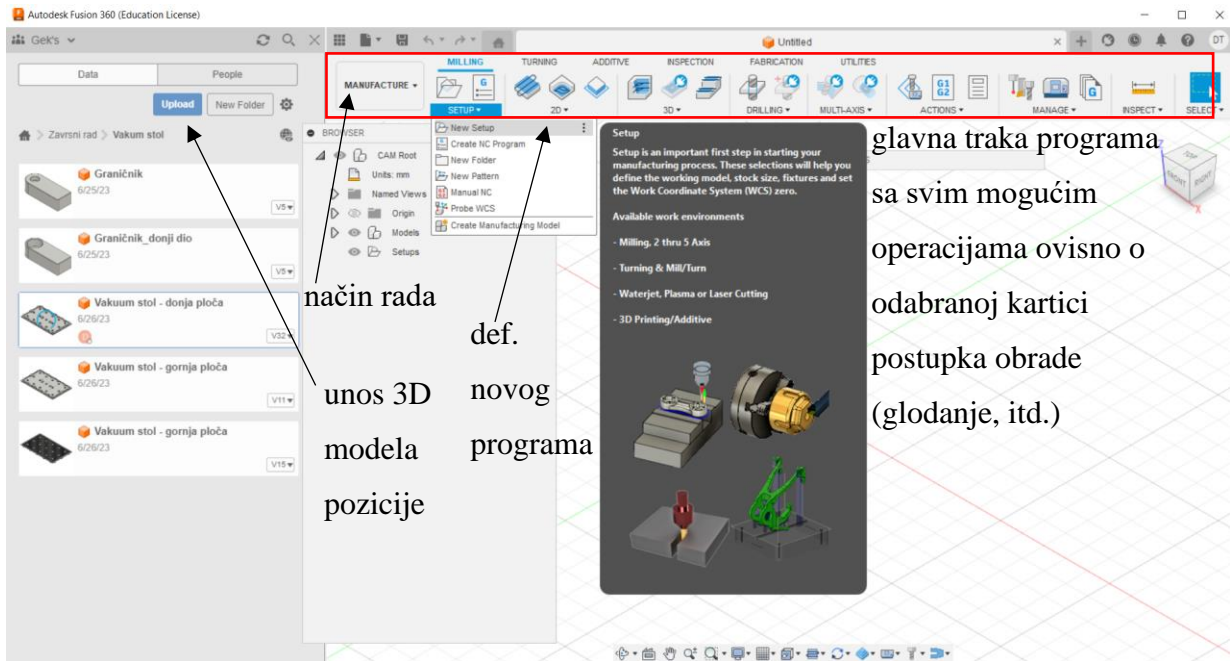 Autodesk Fusion 360 (Education License)
Gek's
Untitled
DT
Data People
Upload New Folder
Zavrsni rad > Vakum stol
Graničnik
6/25/23
V5
Graničnik_donji dio
6/25/23
V5
Vakuum stol - donja ploča
6/26/23
V32
Vakuum stol - gornja ploča
6/26/23
V11
Vakuum stol - gornja ploča
6/26/23
V15
MANUFACTURE
MILLING TURNING ADDITIVE INSPECTION FABRICATION UTILITIES
G
G1
G2
G
SETUP 2D 3D DRILLING MULTI-AXIS ACTIONS MANAGE INSPECT SELECT
BROWSER
CAM Root
Units: mm
Named Views
Origin
Models
Setups
New Setup
Create NC Program
New Folder
New Pattern
Manual NC
Probe WCS
Create Manufacturing Model
Setup
Setup is an important first step in starting your
manufacturing process. These selections will help you
define the working model, stock size, fixtures and set
the Work Coordinate System (WCS) zero.
Available work environments
- Milling, 2 thru 5 Axis
- Turning & Mill/Turn
- Waterjet, Plasma or Laser Cutting
- 3D Printing/Additive
način rada
unos 3D
modela
pozicije
def.
novog
programa
glavna traka programa
sa svim mogućim
operacijama ovisno o
odabranoj kartici
postupka obrade
(glodanje, itd.)
TOP
FRONT RIGHT
X
Z